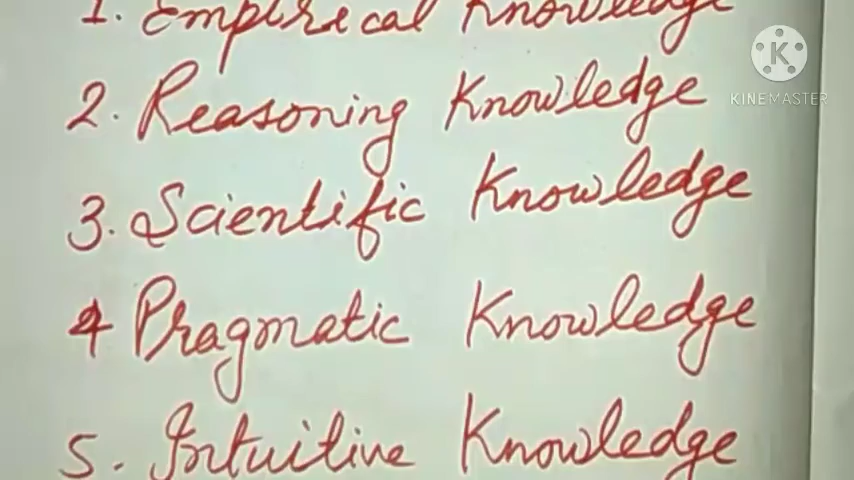 1. Empirical Knowledge
2. Reasoning Knowledge
3. Scientific Knowledge
4 Pragmatic Knowledge
5. Intuitive Knowledge
K
KINEMASTER